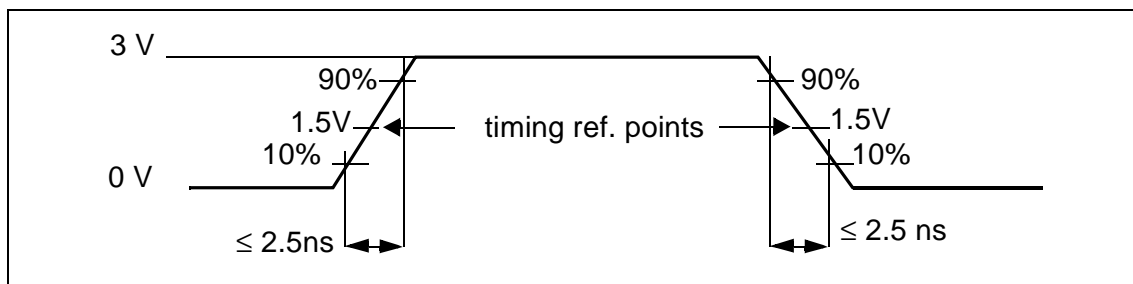 3 V
90%
90%
1.5V
timing ref. points
1.5V
10%
10%
0 V
≤ 2.5ns
≤ 2.5 ns